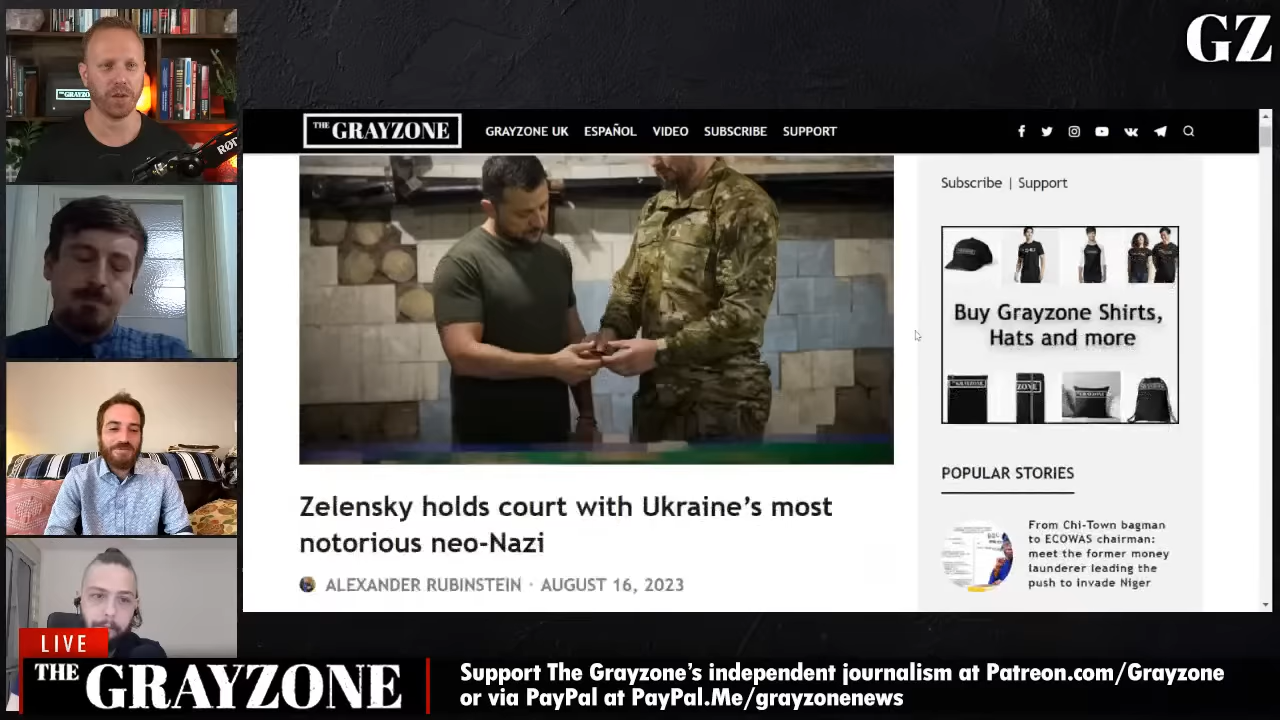 GZ
THE GRAYZONE
GRAYZONE UK ESPAÑOL VIDEO SUBSCRIBE SUPPORT
Subscribe | Support
Buy Grayzone Shirts,
Hats and more
Zelensky holds court with Ukraine's most
notorious neo-Nazi
ALEXANDER RUBINSTEIN · AUGUST 16, 2023
POPULAR STORIES
From Chi-Town bagman
to ECOWAS chairman:
meet the former money
launderer leading the
push to invade Niger
RØD
LIVE
THE GRAYZONE
Support The Grayzone's independent journalism at Patreon.com/Grayzone
or via PayPal at PayPal.Me/grayzonenews